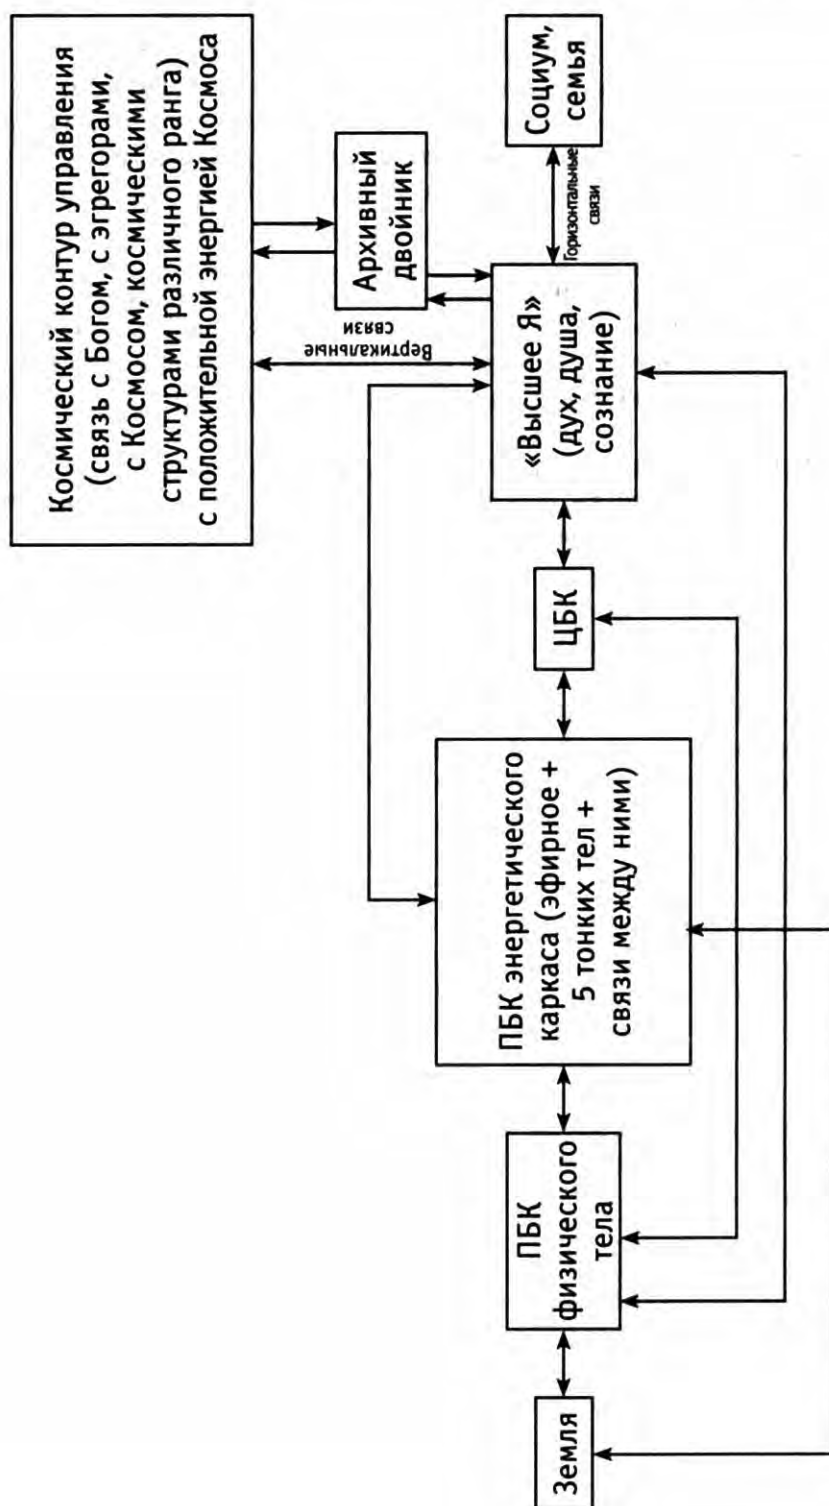 Космический контур управления
(связь с Богом, с эгрегорами,
с Космосом, космическими
структурами различного ранга)
с положительной энергией Космоса
Архивный
двойник
Вертикальные
связи
Социум,
семья
Горизонтальные
связи
«Высшее Я»
(дух, душа,
сознание)
ЦБК
ПБК энергетического
каркаса (эфирное +
5 тонких тел +
связи между ними)
ПБК
физического
тела
Земля